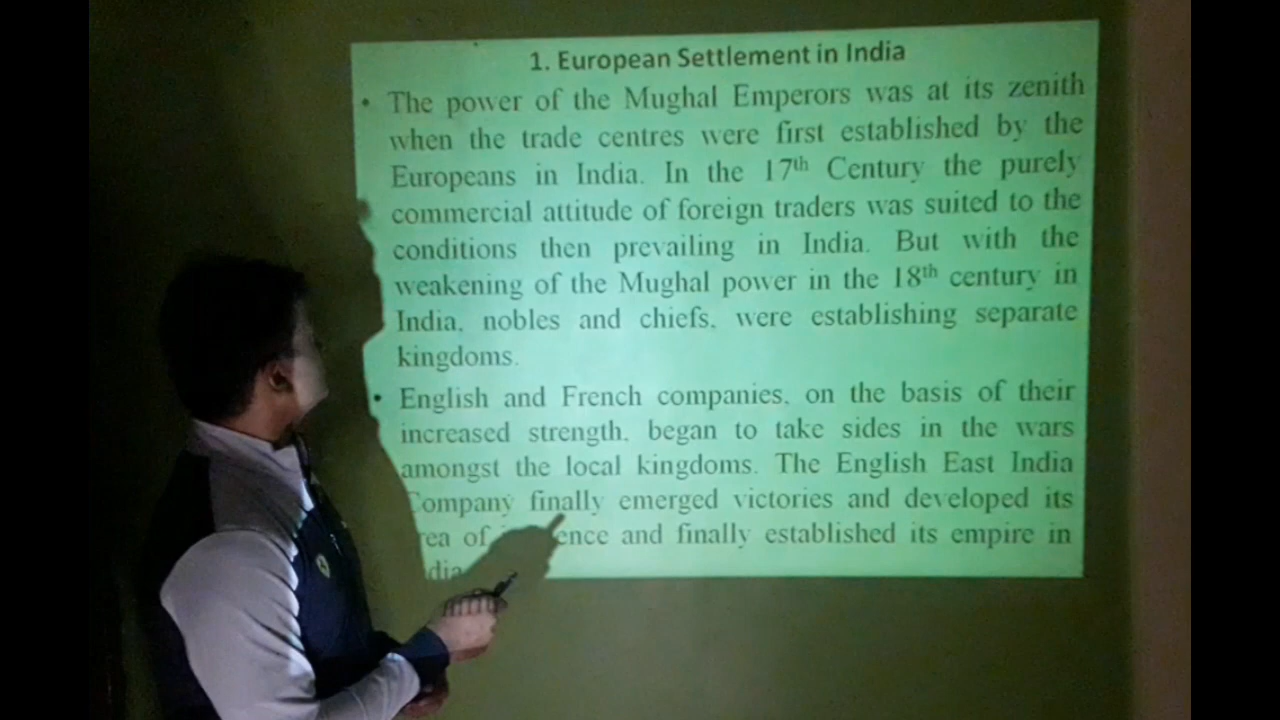 1. European Settlement in India
• The power of the Mughal Emperors was at its zenith
when the trade centres were first established by the
Europeans in India. In the 17th Century the purely
commercial attitude of foreign traders was suited to the
conditions then prevailing in India. But with the
weakening of the Mughal power in the 18th century in
India, nobles and chiefs, were establishing separate
kingdoms.
• English and French companies, on the basis of their
increased strength, began to take sides in the wars
amongst the local kingdoms. The English East India
Company finally emerged victories and developed its
of and finally established its empire in